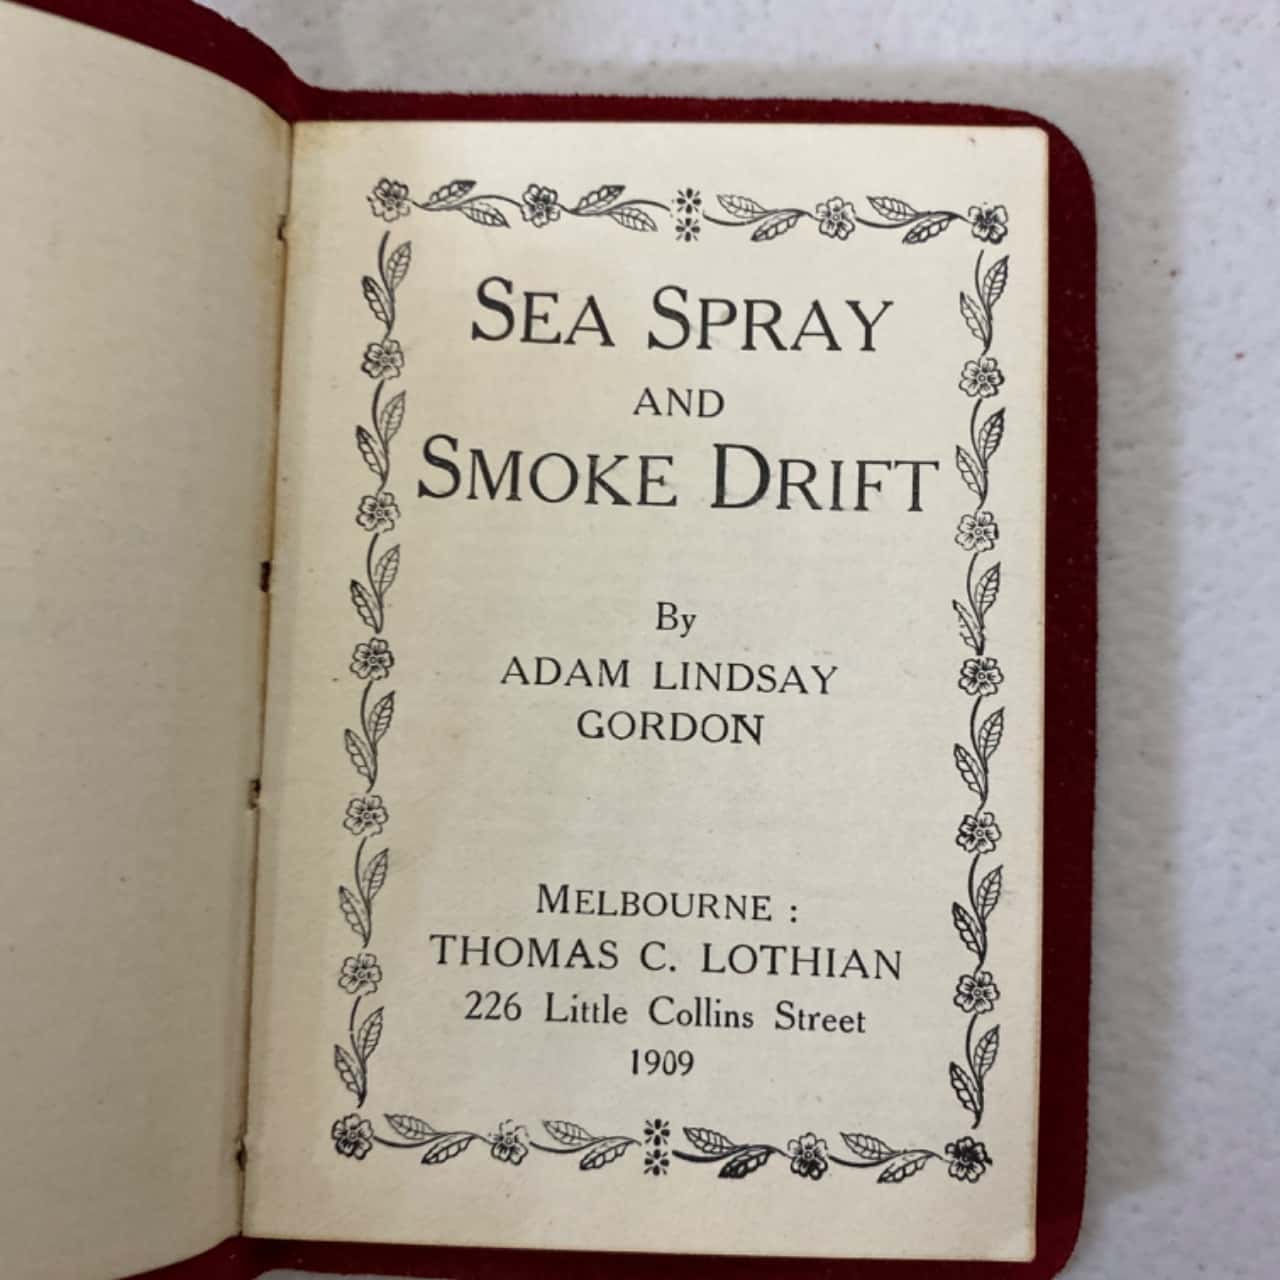 SEA SPRAY
AND
SMOKE DRIFT
By
ADAM LINDSAY
GORDON
MELBOURNE :
THOMAS C. LOTHIAN
226 Little Collins Street
1909